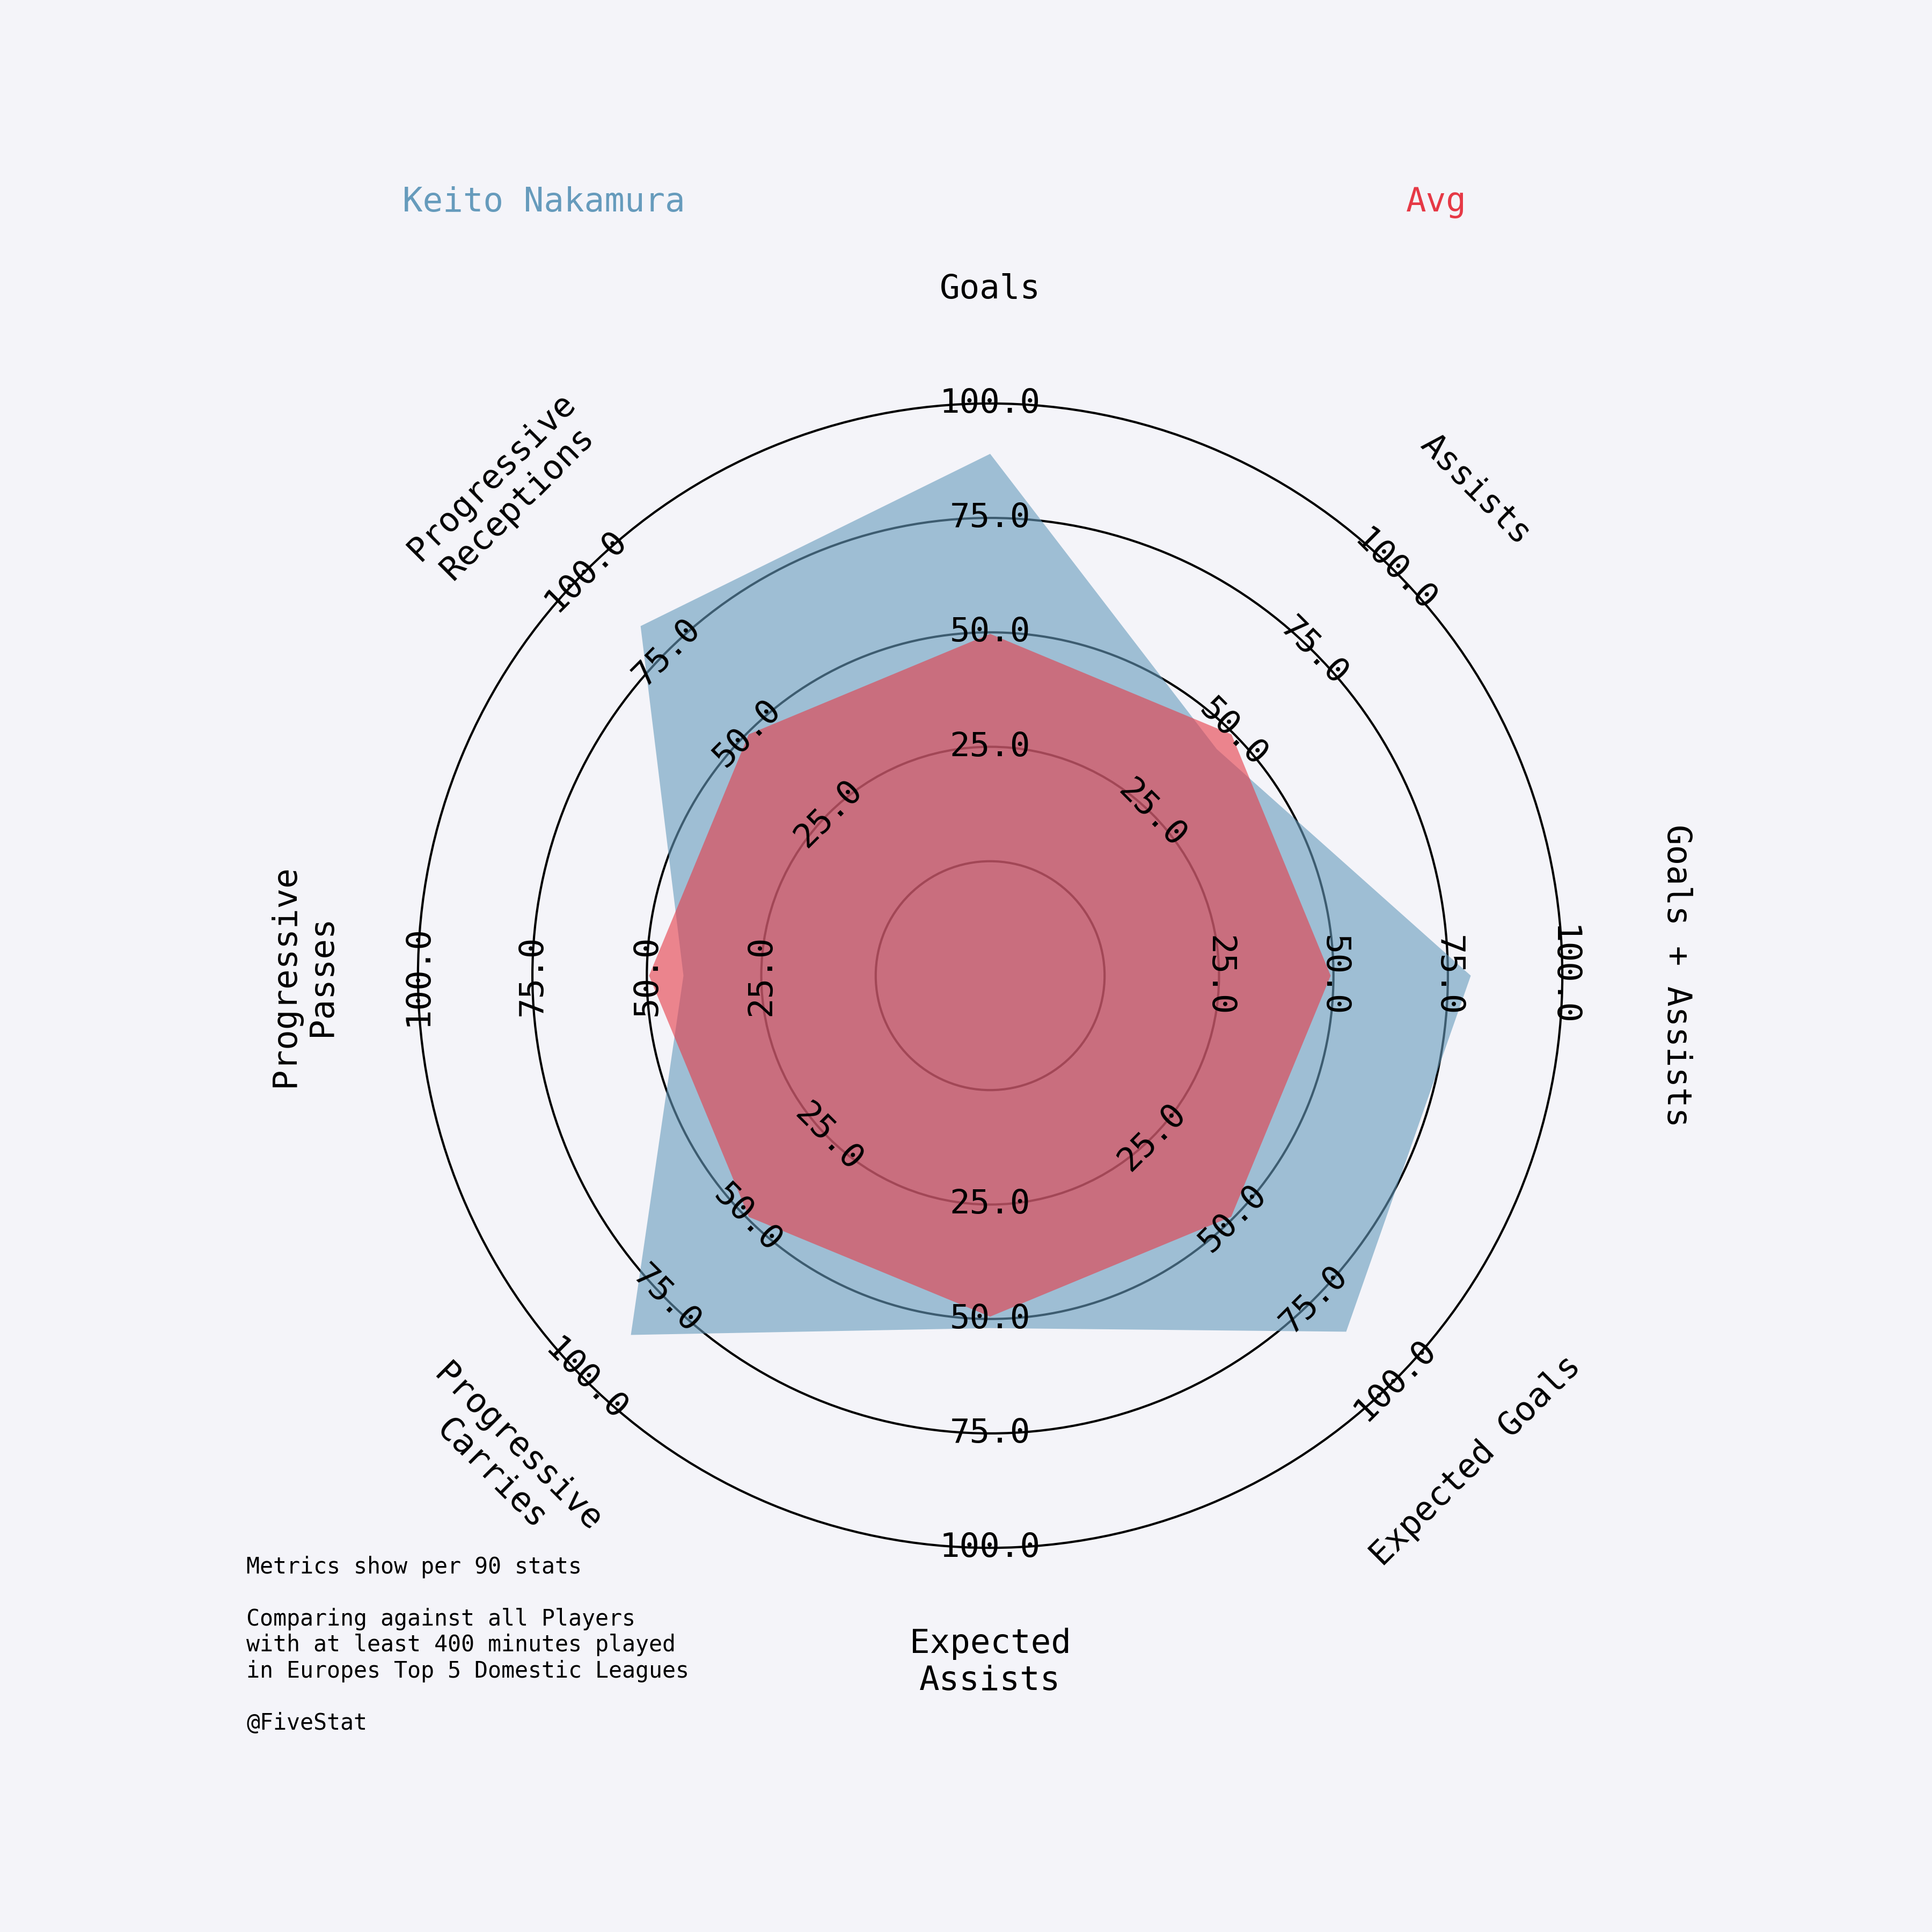 Keito Nakamura
Avg
Goals
Assists
Goals + Assists
Expected Goals
Expected
Assists
Progressive
Carries
Progressive
Passes
Progressive
Receptions
25.0
50.0
75.0
100.0
25.0
50.0
75.0
100.0
25.0
50.0
75.0
100.0
25.0
50.0
75.0
100.0
25.0
50.0
75.0
100.0
25.0
50.0
75.0
100.0
25.0
50.0
75.0
100.0
25.0
50.0
75.0
100.0
Metrics show per 90 stats
Comparing against all Players
with at least 400 minutes played
in Europes Top 5 Domestic Leagues
@FiveStat